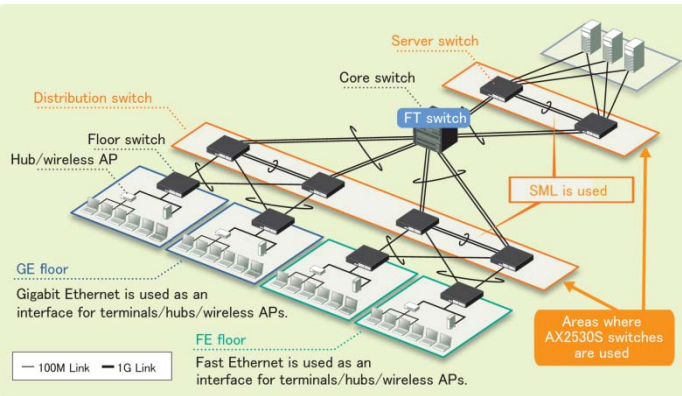 Server switch
Core switch
FT switch
Distribution switch
Floor switch
Hub/wireless AP
SML is used
GE floor
Gigabit Ethernet is used as an
interface for terminals/hubs/wireless APs.
Areas where
AX2530S switches
are used
FE floor
Fast Ethernet is used as an
interface for terminals/hubs/wireless APs.
100M Link
1G Link